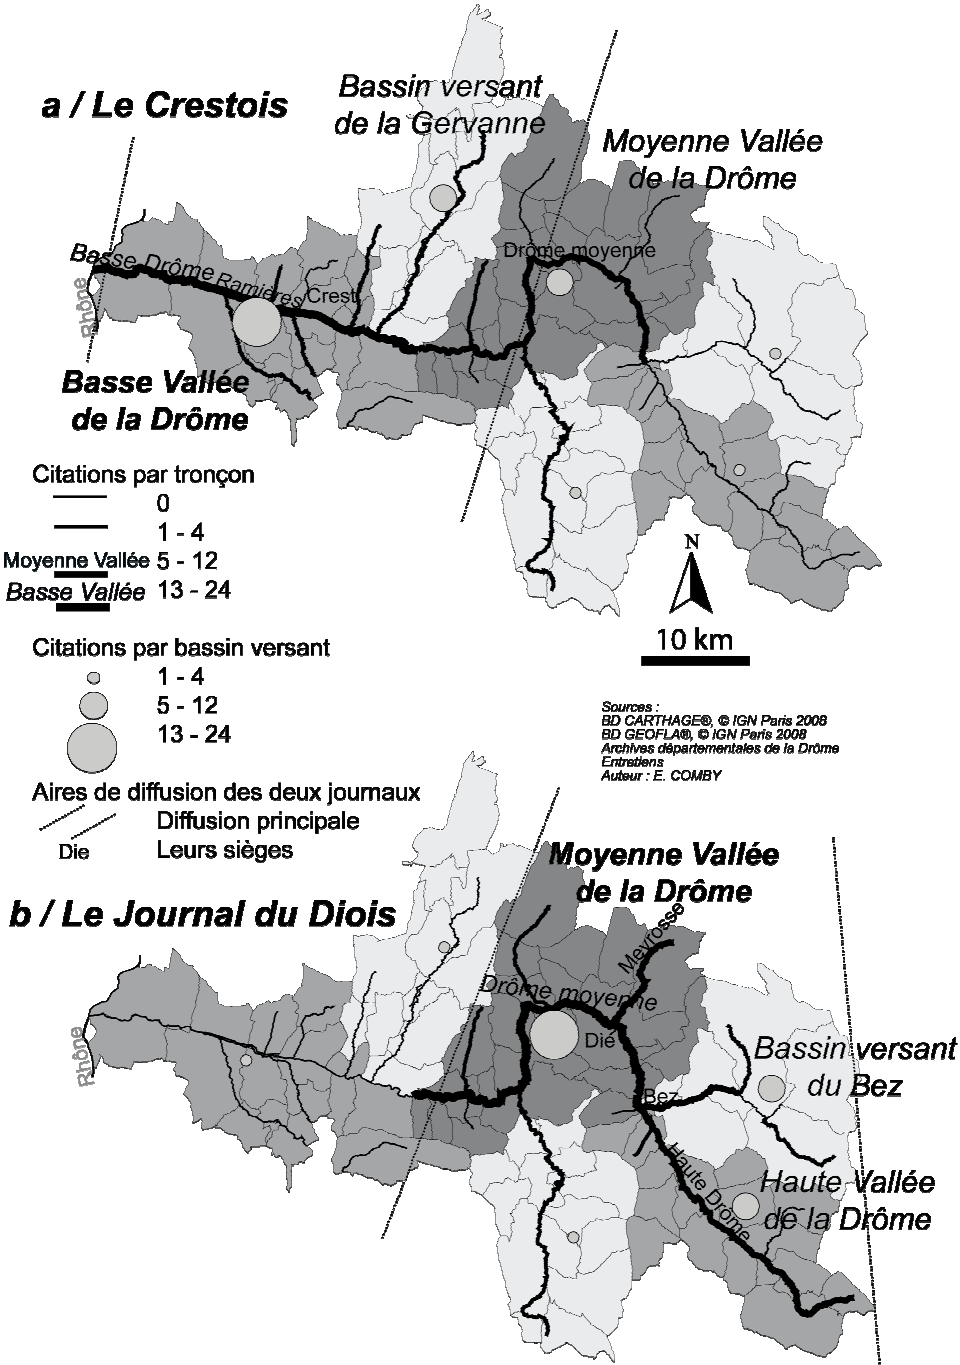 a / Le Crestois
Bassin versant
de la Gervanne
Moyenne Vallée
de la Drôme
Drôme moyenne
Basse Drôme
Ramières
Crest
Rhône
Basse Vallée
de la Drôme
Citations par tronçon
0
1 - 4
Moyenne Vallée 5 - 12
Basse Vallée 13 - 24
N
10 km
Citations par bassin versant
1 - 4
5 - 12
13 - 24
Sources :
BD CARTHAGE®, © IGN Paris 2008
BD GEOFLA®, © IGN Paris 2008
Archives départementales de la Drôme
Entretiens
Auteur : E. COMBY
Aires de diffusion des deux journaux
Diffusion principale
Die Leurs sièges
b / Le Journal du Diois
Moyenne Vallée
de la Drôme
Meyrosse
Drôme moyenne
Die
Rhône
Bassin versant
du Bez
Bez
Haute Drôme
Haute Vallée
de la Drôme